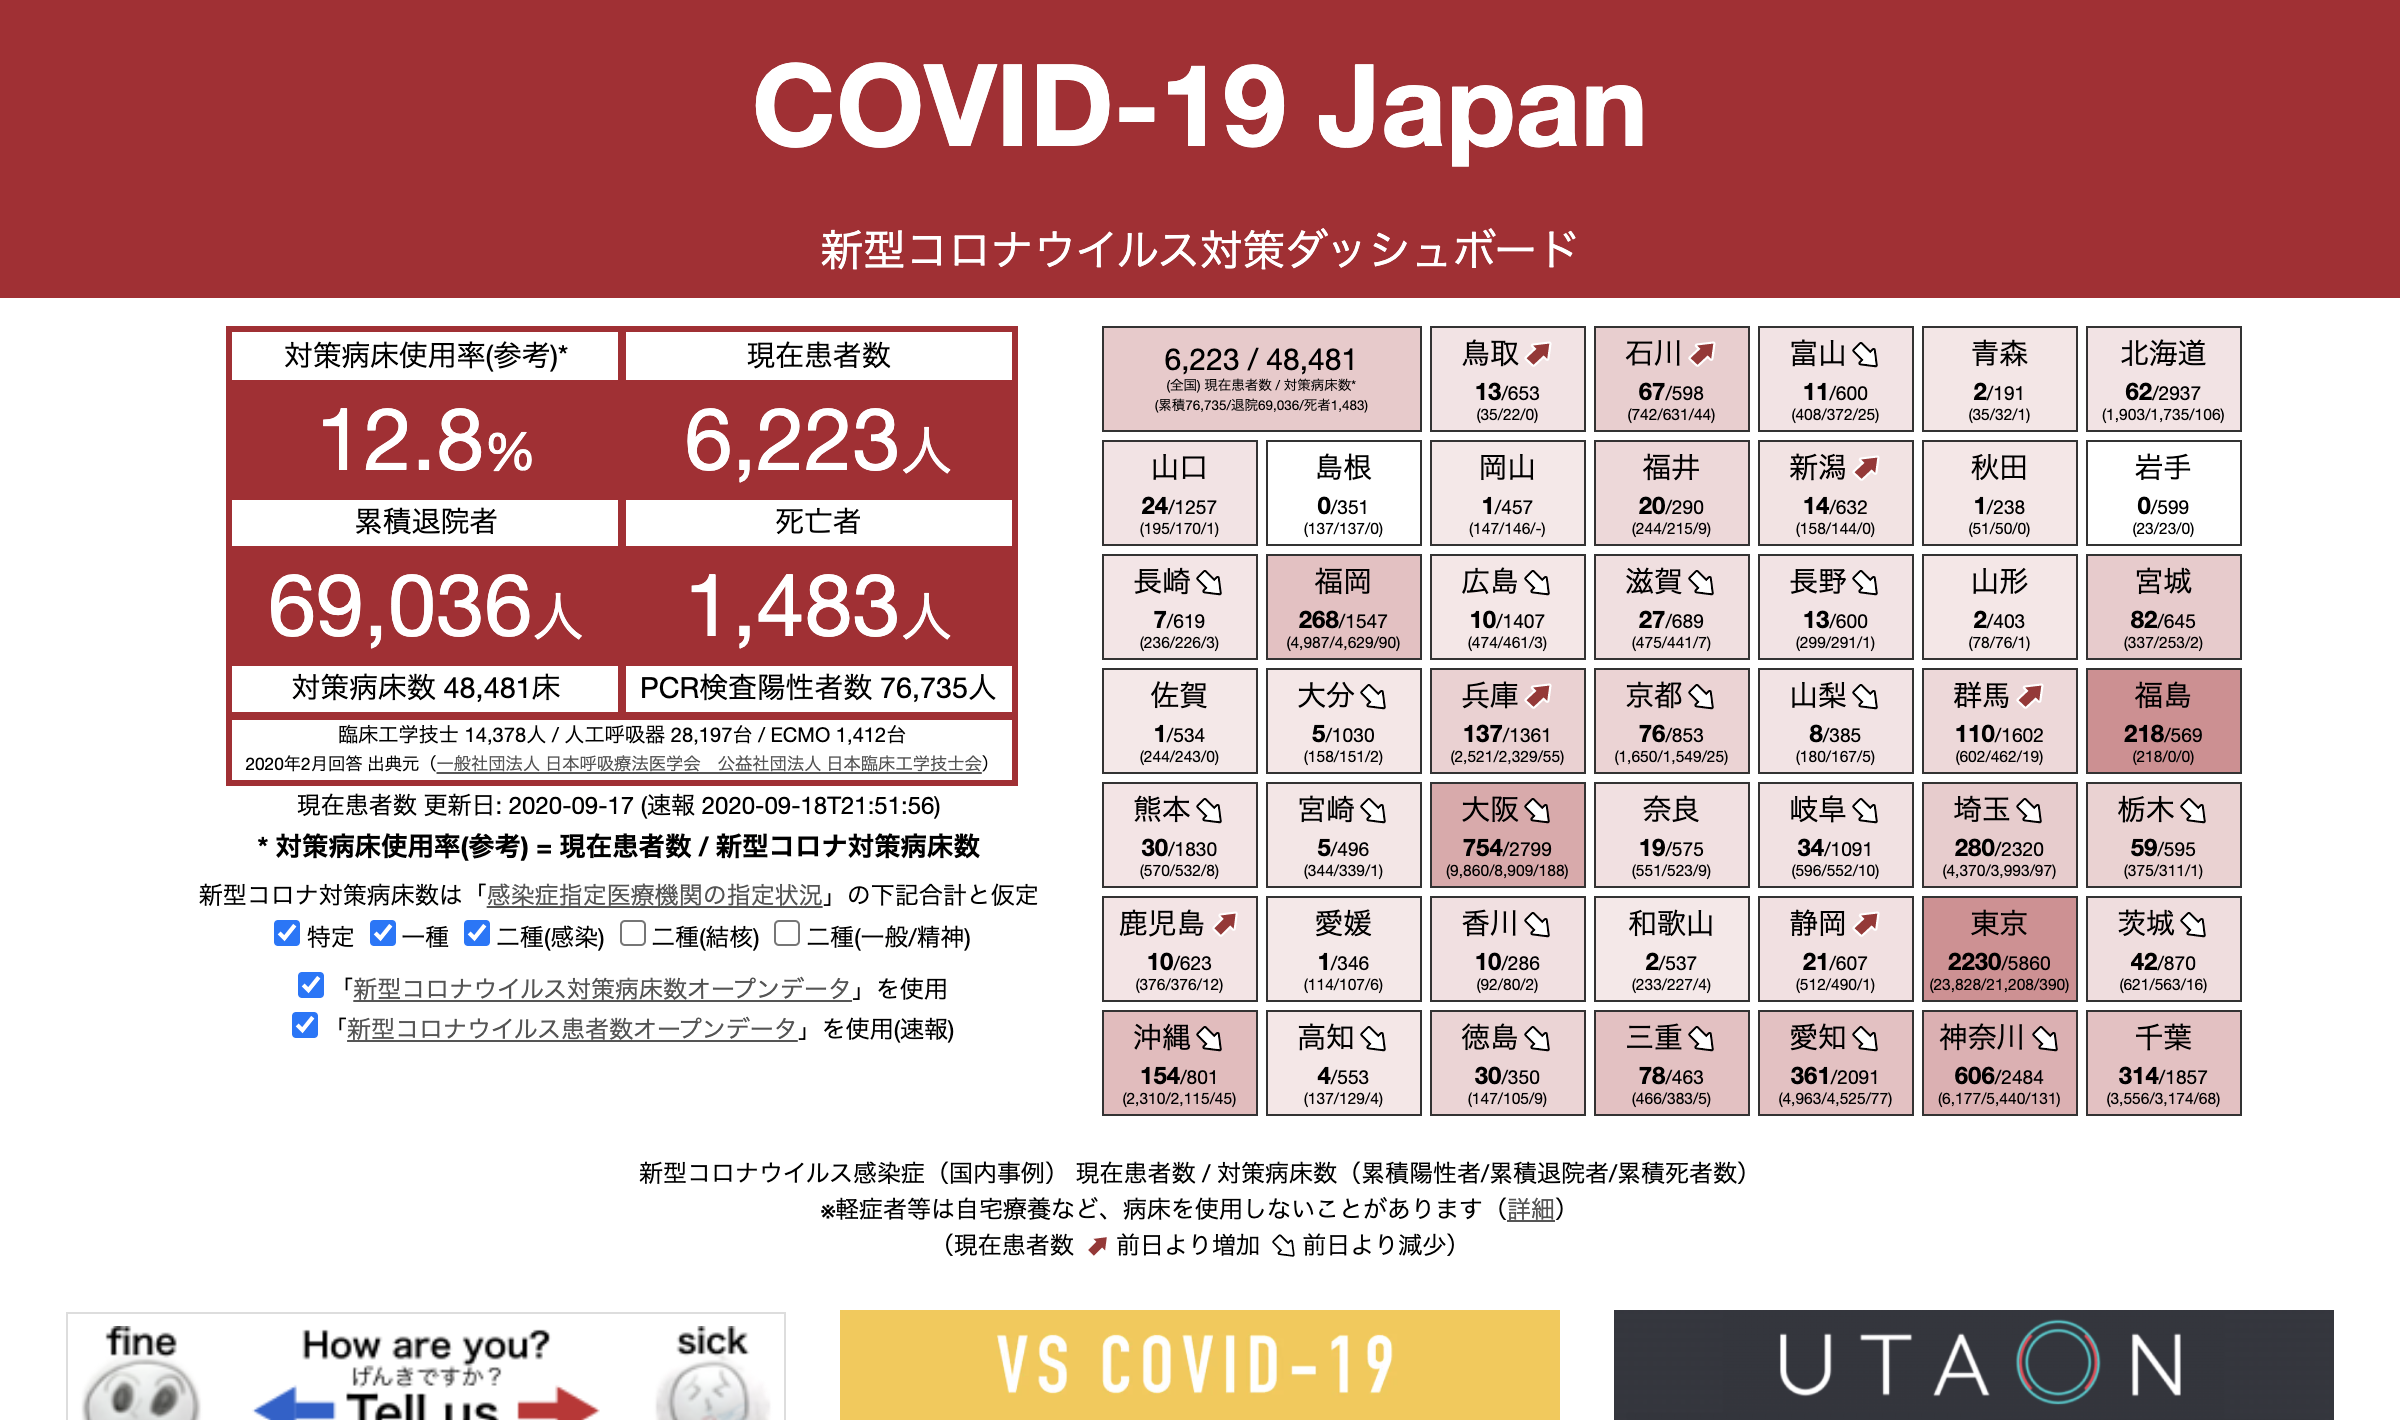 COVID-19 Japan
新型コロナウイルス対策ダッシュボード
対策病床使用率(参考)*
現在患者数
12.8%
6,223人
累積退院者
死亡者
69,036人
1,483人
対策病床数 48,481床
PCR検査陽性者数 76,735人
臨床工学技士 14,378人 / 人工呼吸器 28,197台 / ECMO 1,412台
2020年2月回答 出典元（一般社団法人 日本呼吸療法医学会　公益社団法人 日本臨床工学技士会）
現在患者数 更新日: 2020-09-17 (速報 2020-09-18T21:51:56)
* 対策病床使用率(参考) = 現在患者数 / 新型コロナ対策病床数
新型コロナ対策病床数は「感染症指定医療機関の指定状況」の下記合計と仮定
特定 一種 二種(感染) 二種(結核) 二種(一般/精神)
「新型コロナウイルス対策病床数オープンデータ」を使用
「新型コロナウイルス患者数オープンデータ」を使用(速報)
6,223 / 48,481
(全国) 現在患者数 / 対策病床数*
(累積76,735/退院69,036/死者1,483)
鳥取
13/653
(35/22/0)
石川
67/598
(742/631/44)
富山
11/600
(408/372/25)
青森
2/191
(35/32/1)
北海道
62/2937
(1,903/1,735/106)
山口
24/1257
(195/170/1)
島根
0/351
(137/137/0)
岡山
1/457
(147/146/-)
福井
20/290
(244/215/9)
新潟
14/632
(158/144/0)
秋田
1/238
(51/50/0)
岩手
0/599
(23/23/0)
長崎
7/619
(236/226/3)
福岡
268/1547
(4,987/4,629/90)
広島
10/1407
(474/461/3)
滋賀
27/689
(475/441/7)
長野
13/600
(299/291/1)
山形
2/403
(78/76/1)
宮城
82/645
(337/253/2)
佐賀
1/534
(244/243/0)
大分
5/1030
(158/151/2)
兵庫
137/1361
(2,521/2,329/55)
京都
76/853
(1,650/1,549/25)
山梨
8/385
(180/167/5)
群馬
110/1602
(602/462/19)
福島
218/569
(218/0/0)
熊本
30/1830
(570/532/8)
宮崎
5/496
(344/339/1)
大阪
754/2799
(9,860/8,909/188)
奈良
19/575
(551/523/9)
岐阜
34/1091
(596/552/10)
埼玉
280/2320
(4,370/3,993/97)
栃木
59/595
(375/311/1)
鹿児島
10/623
(376/376/12)
愛媛
1/346
(114/107/6)
香川
10/286
(92/80/2)
和歌山
2/537
(233/227/4)
静岡
21/607
(512/490/1)
東京
2230/5860
(23,828/21,208/390)
茨城
42/870
(621/563/16)
沖縄
154/801
(2,310/2,115/45)
高知
4/553
(137/129/4)
徳島
30/350
(147/105/9)
三重
78/463
(466/383/5)
愛知
361/2091
(4,963/4,525/77)
神奈川
606/2484
(6,177/5,440/131)
千葉
314/1857
(3,556/3,174/68)
新型コロナウイルス感染症（国内事例） 現在患者数 / 対策病床数（累積陽性者/累積退院者/累積死者数）
※軽症者等は自宅療養など、病床を使用しないことがあります（詳細）
（現在患者数 前日より増加 前日より減少）
fine
How are you?
sick
げんきですか？
Tell us
VS COVID-19
UTAON